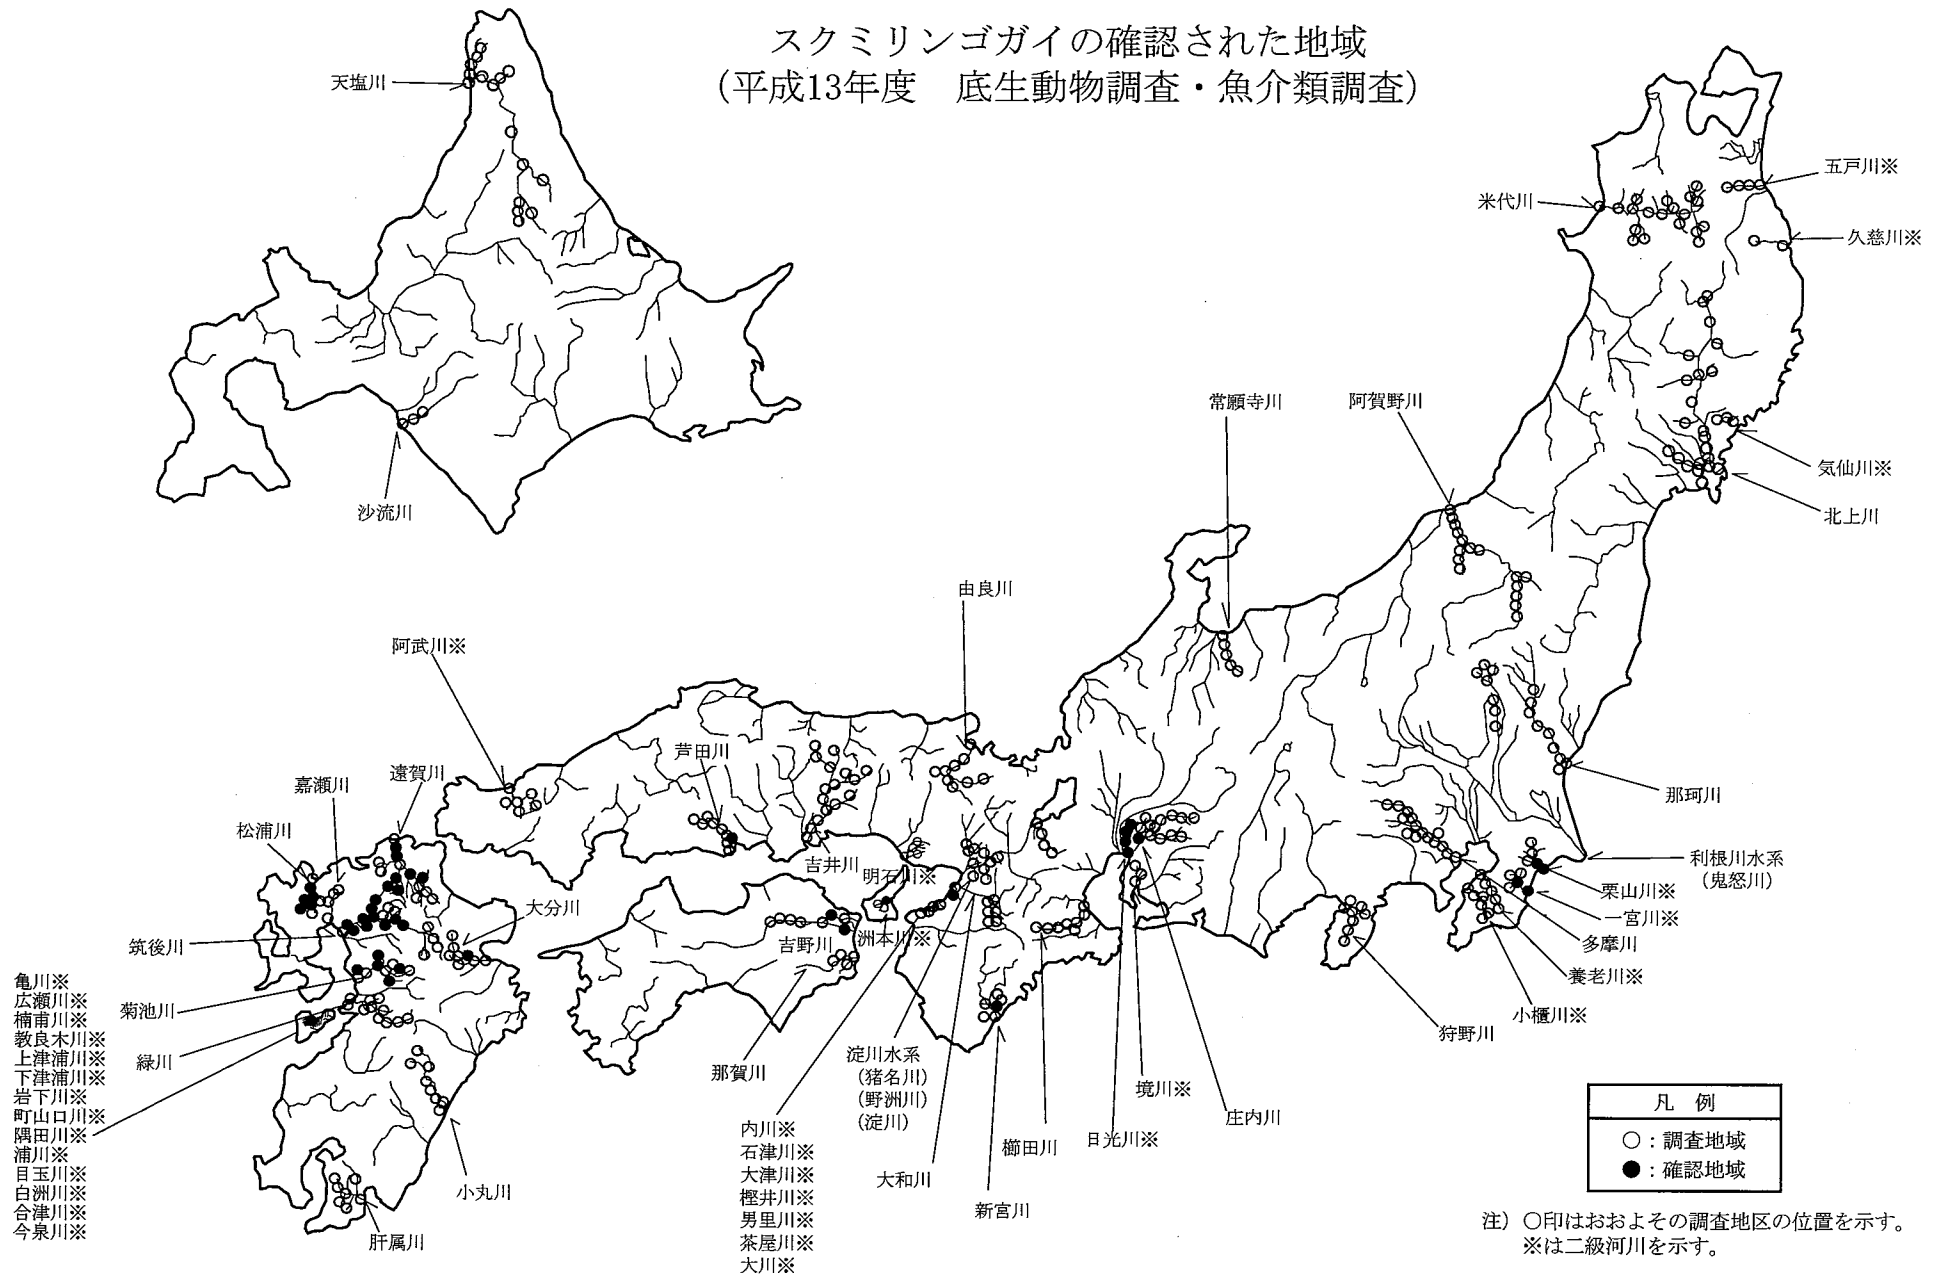 スクミリンゴガイの確認された地域
(平成13年度　底生動物調査・魚介類調査)
天塩川
沙流川
五戸川※
米代川
久慈川※
常願寺川
阿賀野川
気仙川※
北上川
由良川
阿武川※
芦田川
遠賀川
嘉瀬川
松浦川
那珂川
吉井川
明石川※
利根川水系
(鬼怒川)
栗山川※
一宮川※
大分川
吉野川
洲本川※
多摩川
養老川※
筑後川
小櫃川※
狩野川
亀川※
広瀬川※
楠甫川※
教良木川※
上津浦川※
下津浦川※
岩下川※
町山口川※
隅田川※
浦川※
目玉川※
白洲川※
合津川※
今泉川※
菊池川
緑川
那賀川
淀川水系
(猪名川)
(野洲川)
(淀川)
境川※
庄内川
内川※
石津川※
大津川※
樫井川※
男里川※
茶屋川※
大川※
櫛田川
日光川※
大和川
新宮川
小丸川
肝属川
凡　例
○：調査地域
●：確認地域
注）○印はおおよその調査地区の位置を示す。
※は二級河川を示す。